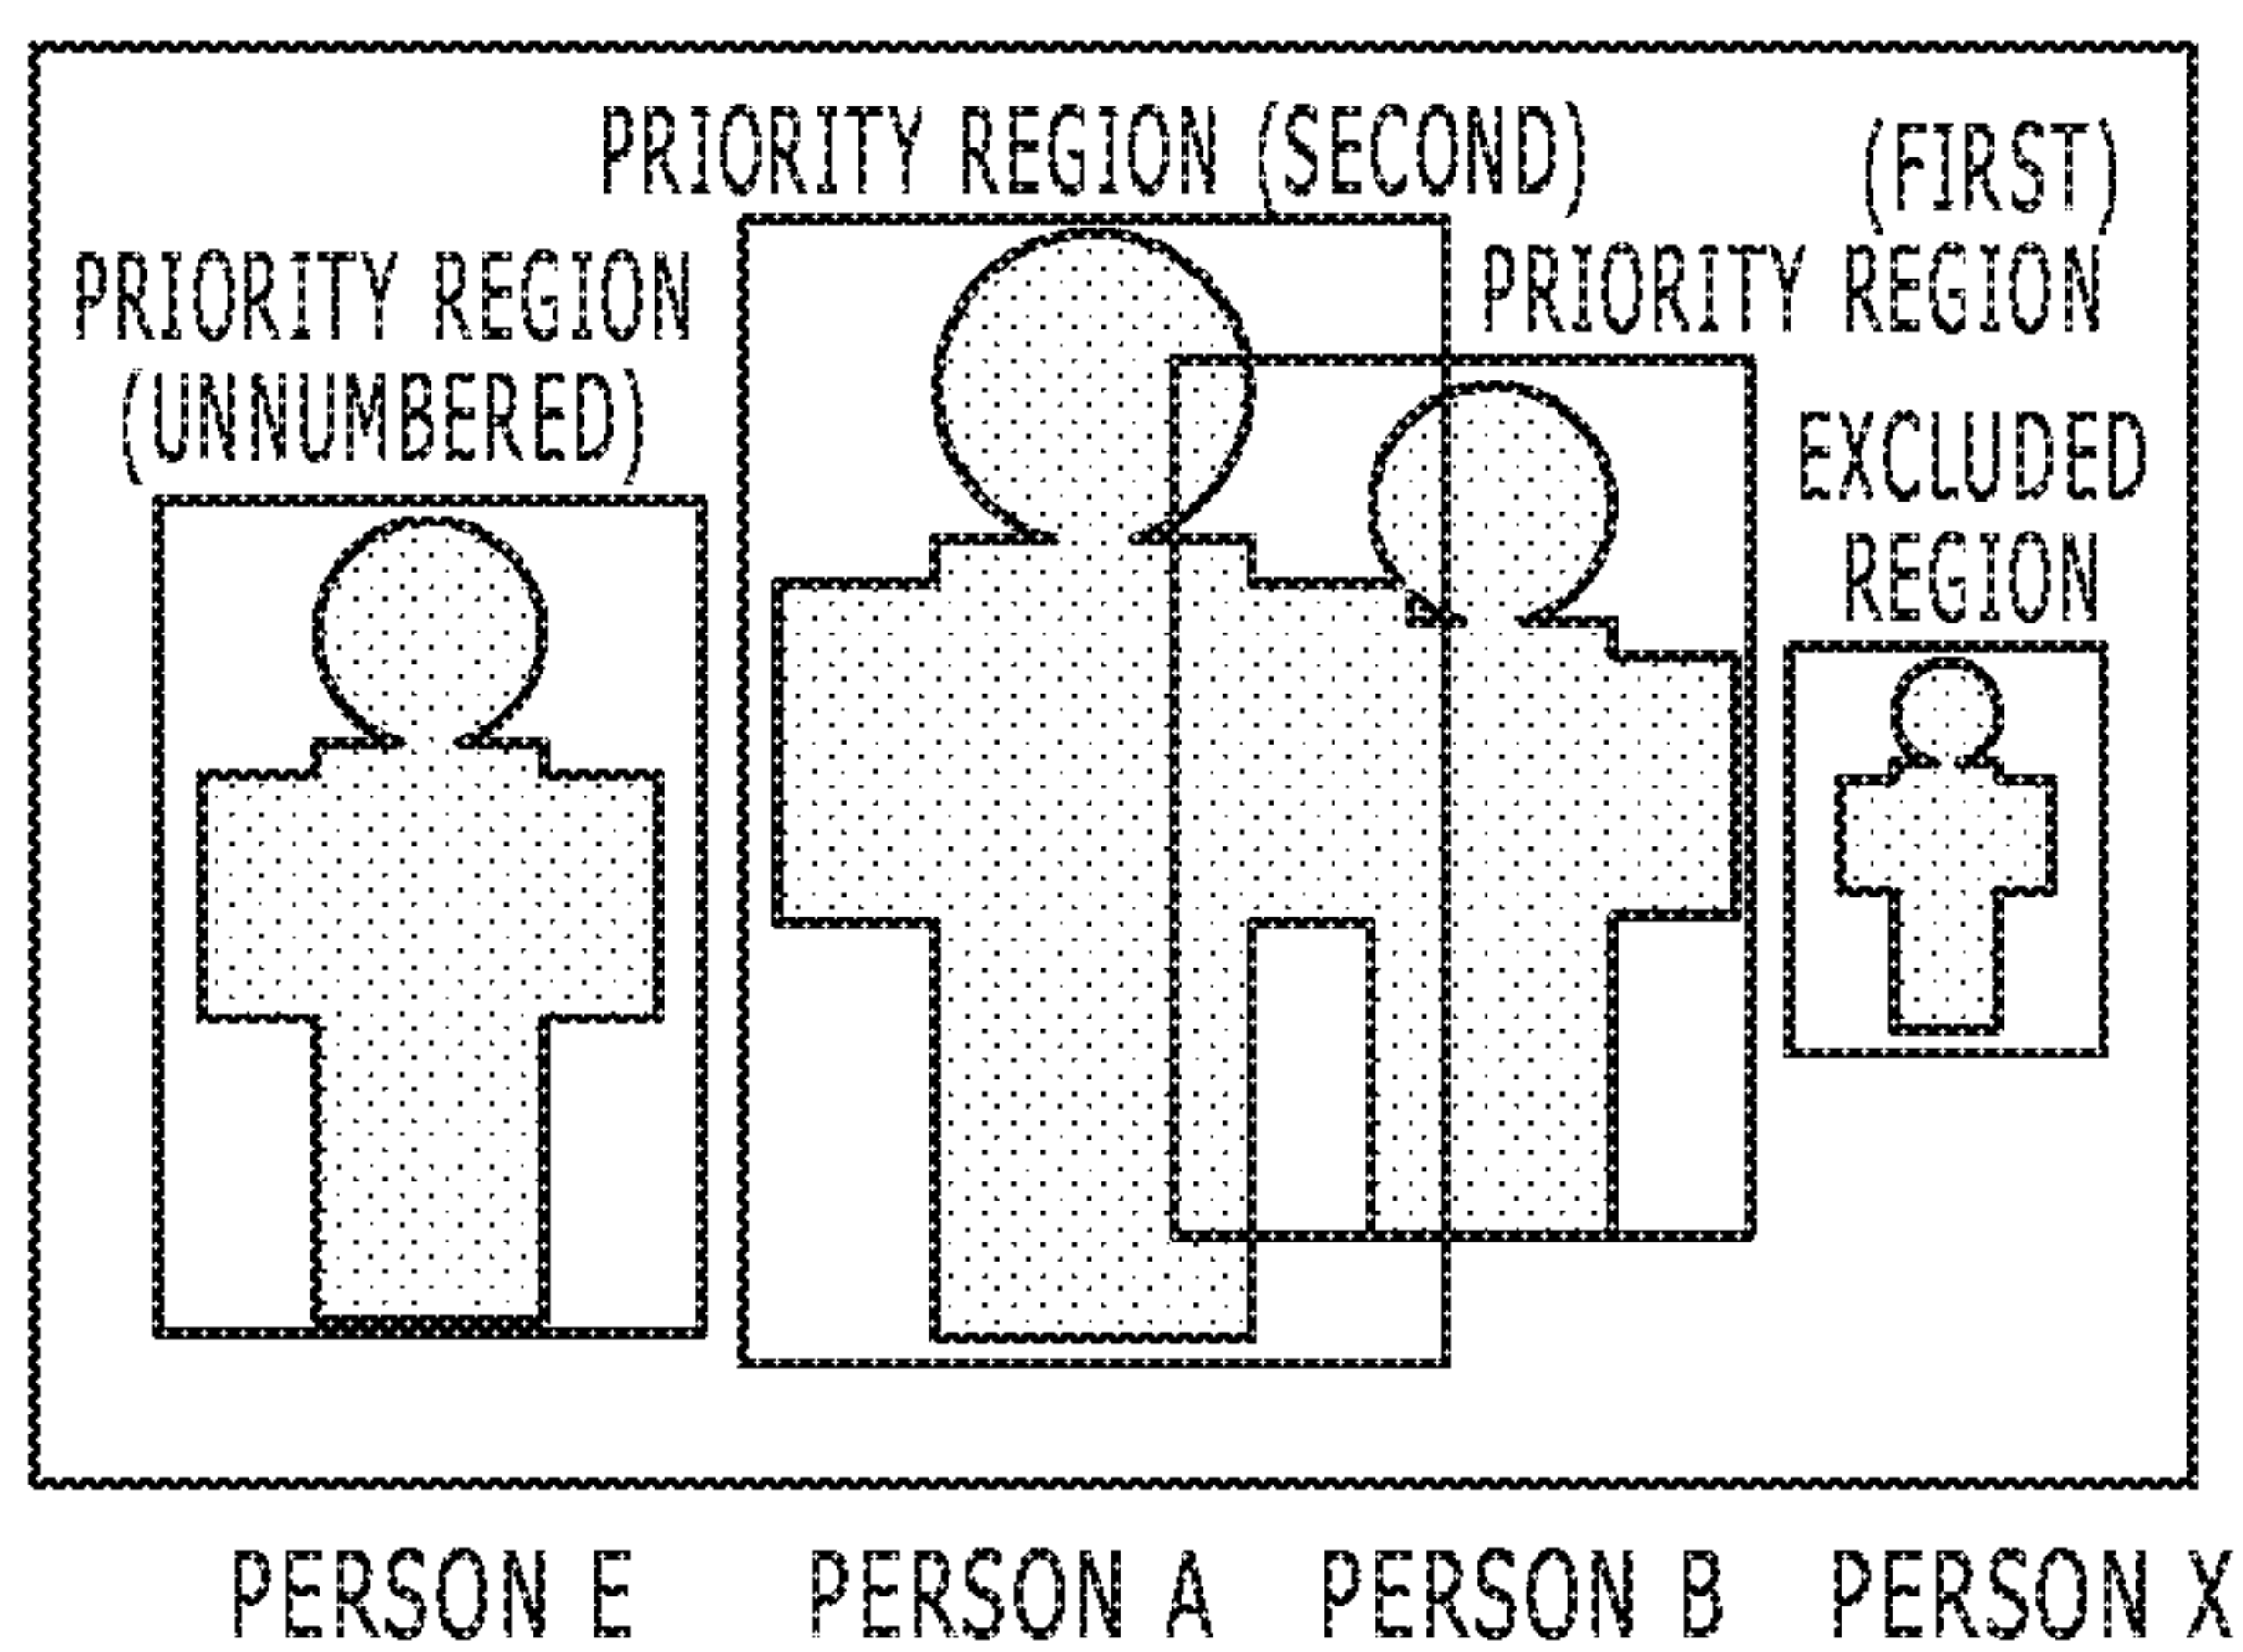 PRIORITY REGION (SECOND)
(FIRST)
PRIORITY REGION
PRIORITY REGION
(UNNUMBERED)
EXCLUDED
REGION
PERSON E
PERSON A
PERSON B
PERSON X